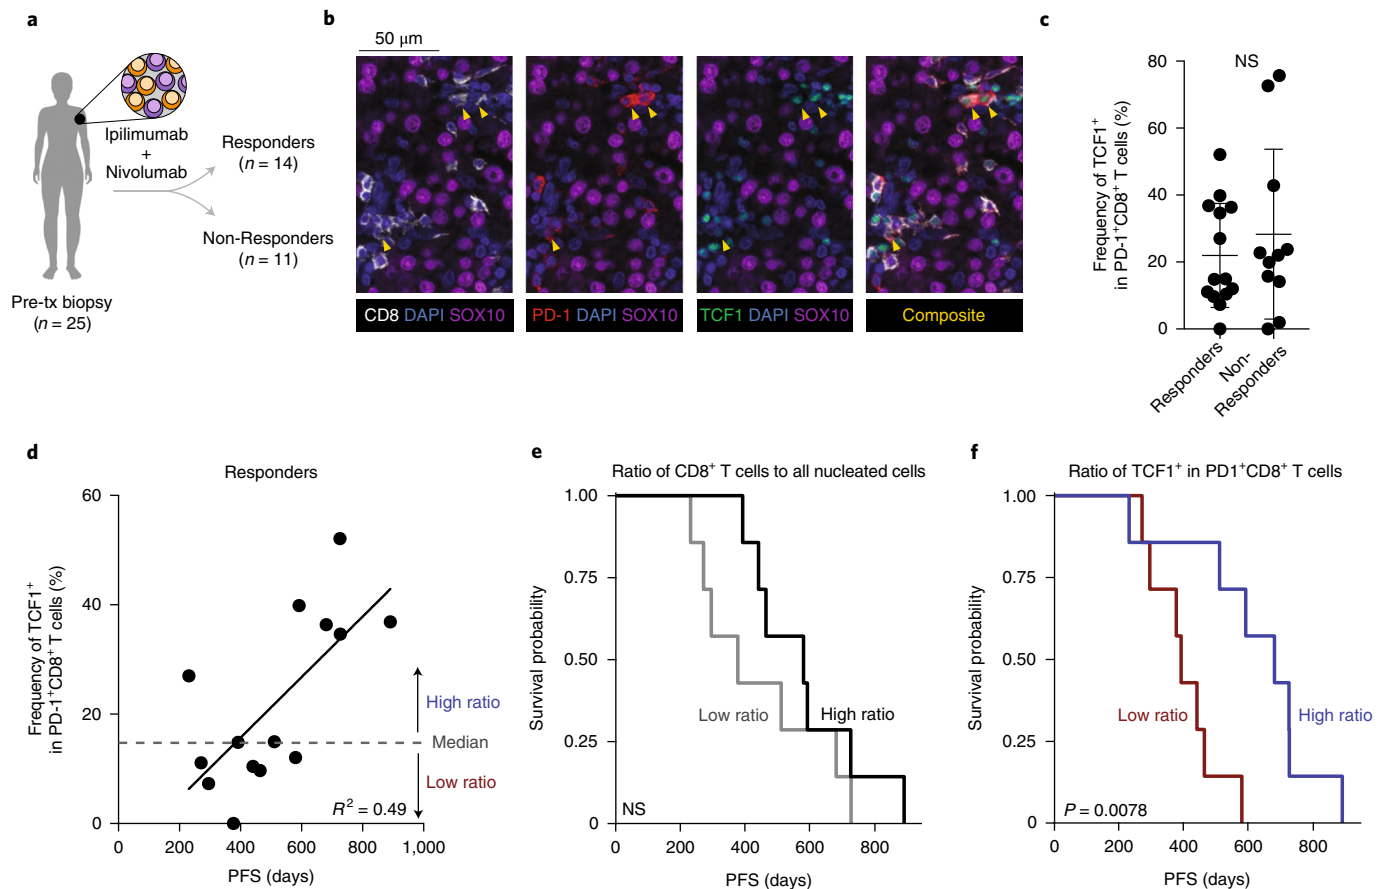 a
Ipilimumab
+
Nivolumab
Responders
(n = 14)
Non-Responders
(n = 11)
Pre-tx biopsy
(n = 25)
b
50 μm
CD8 DAPI SOX10
PD-1 DAPI SOX10
TCF1 DAPI SOX10
Composite
c
NS
Frequency of TCF1⁺
in PD-1⁺CD8⁺ T cells (%)
80
60
40
20
0
Responders
Non-
Responders
d
Responders
Frequency of TCF1⁺
in PD-1⁺CD8⁺ T cells (%)
60
40
20
0
High ratio
Median
Low ratio
R² = 0.49
0 200 400 600 800 1,000
PFS (days)
e
Ratio of CD8⁺ T cells to all nucleated cells
Survival probability
1.00
0.75
0.50
0.25
0
Low ratio
High ratio
NS
0 200 400 600 800
PFS (days)
f
Ratio of TCF1⁺ in PD1⁺CD8⁺ T cells
Survival probability
1.00
0.75
0.50
0.25
0
Low ratio
High ratio
P = 0.0078
0 200 400 600 800
PFS (days)